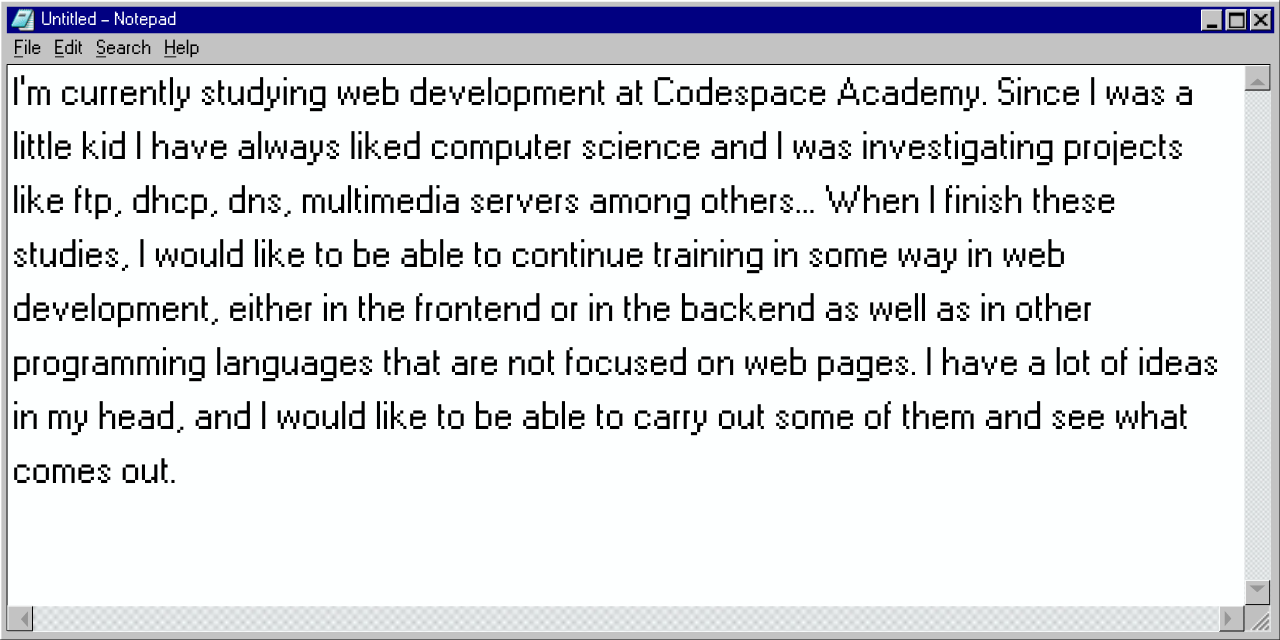 Untitled – Notepad
File Edit Search Help
I'm currently studying web development at Codespace Academy. Since I was a
little kid I have always liked computer science and I was investigating projects
like ftp, dhcp, dns, multimedia servers among others... When I finish these
studies, I would like to be able to continue training in some way in web
development, either in the frontend or in the backend as well as in other
programming languages that are not focused on web pages. I have a lot of ideas
in my head, and I would like to be able to carry out some of them and see what
comes out.